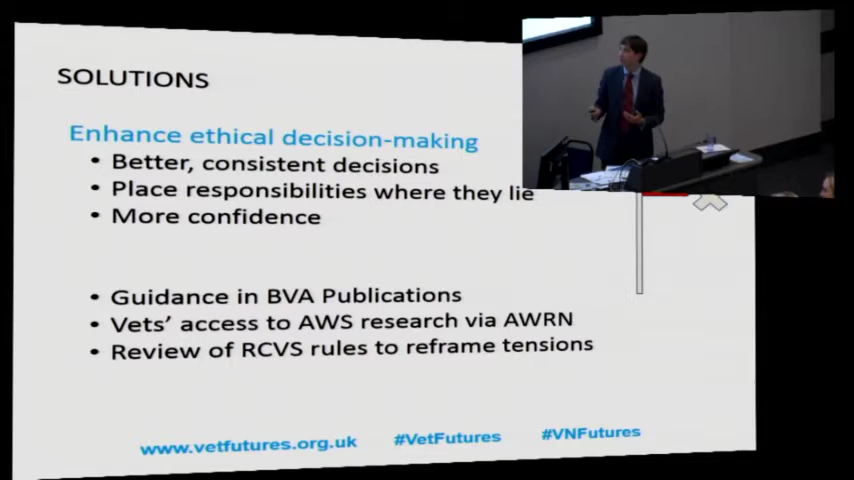 SOLUTIONS
Enhance ethical decision-making
• Better, consistent decisions
• Place responsibilities where they lie
• More confidence
• Guidance in BVA Publications
• Vets' access to AWS research via AWRN
• Review of RCVS rules to reframe tensions
www.vetfutures.org.uk #VetFutures #VNFutures